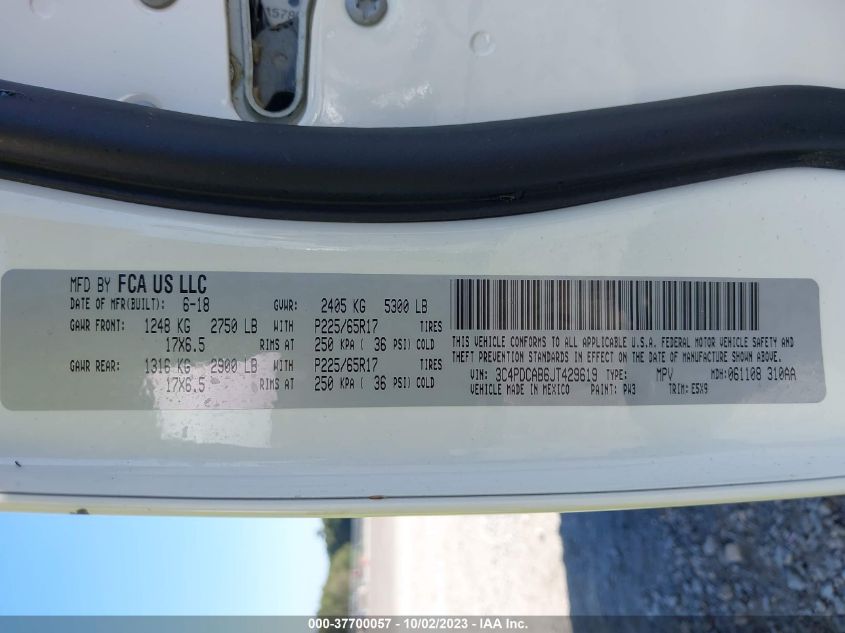 MFD BY FCA US LLC
DATE OF MFR(BUILT): 6-18 GVWR: 2405 KG 5300 LB
GAWR FRONT: 1248 KG 2750 LB WITH P225/65R17 TIRES
17X6.5 RIMS AT 250 KPA ( 36 PSI) COLD
GAWR REAR: 1316 KG 2900 LB WITH P225/65R17 TIRES
17X6.5 RIMS AT 250 KPA ( 36 PSI) COLD
THIS VEHICLE CONFORMS TO ALL APPLICABLE U.S.A. FEDERAL MOTOR VEHICLE SAFETY AND
THEFT PREVENTION STANDARDS IN EFFECT ON THE DATE OF MANUFACTURE SHOWN ABOVE.
VIN: 3C4PDCAB6JT429619 TYPE: MPV MDH: 061108 310AA
VEHICLE MADE IN MEXICO PAINT: PW3 TRIM: E5X9
000-37700057 - 10/02/2023 - IAA Inc.